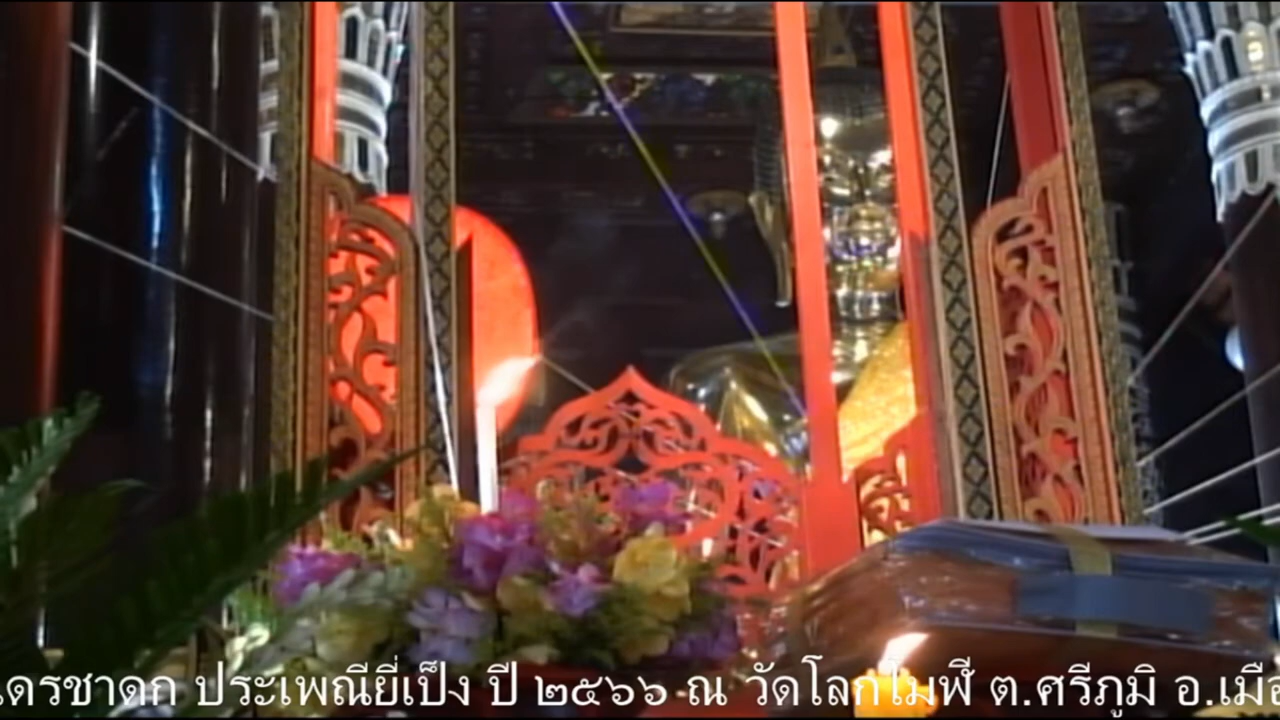 เดรชาดก ประเพณียี่เป็ง ปี ๒๕๖๖ ณ วัดโลกโมฬี ต.ศรีภูมิ อ.เมือ